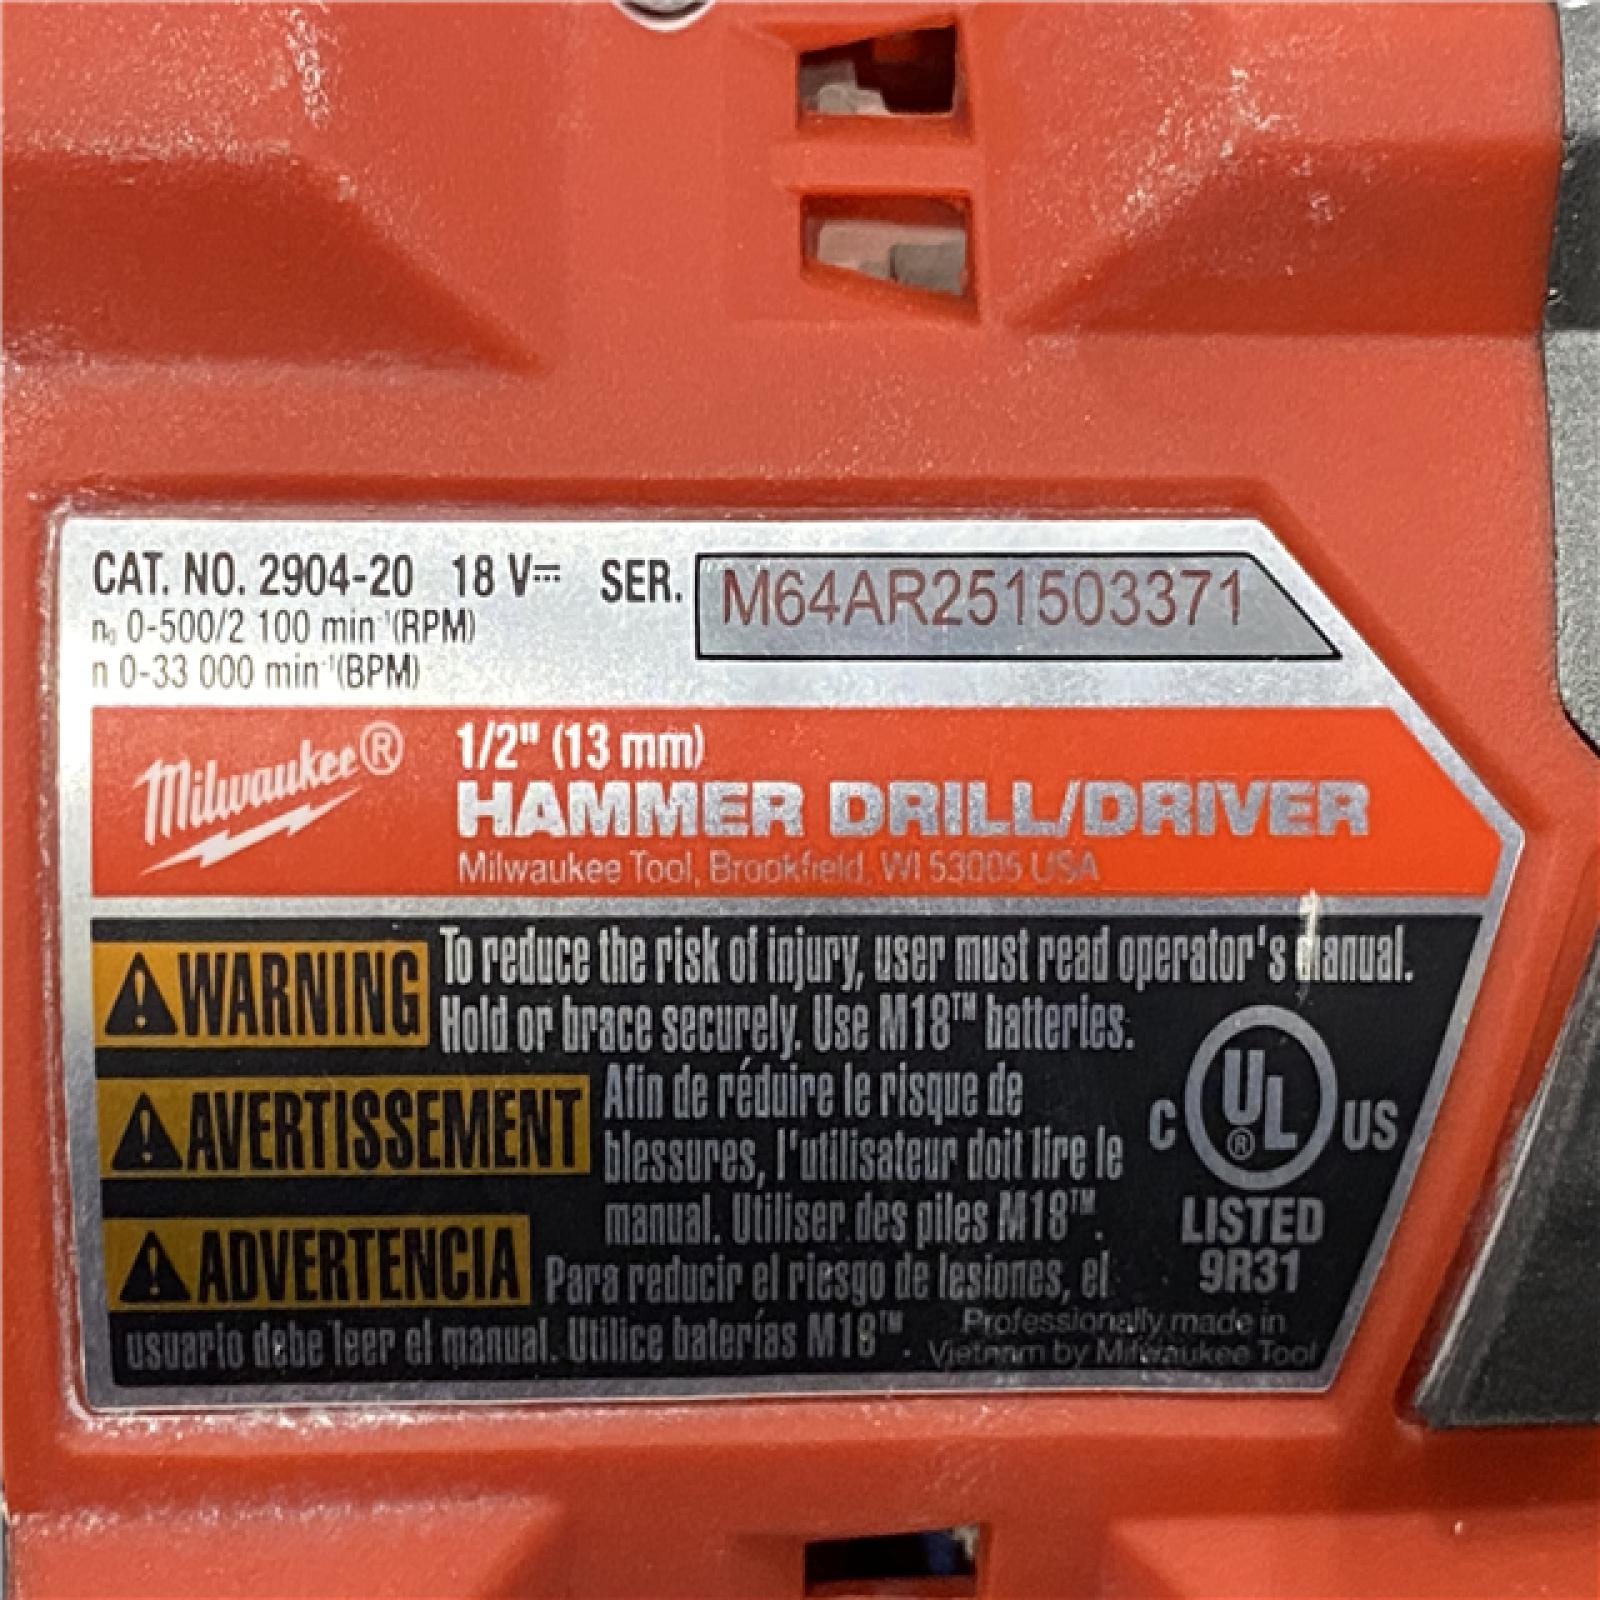 CAT. NO. 2904-20 18 V⎓ SER. M64AR251503371
n₀ 0-500/2 100 min⁻¹(RPM)
n 0-33 000 min⁻¹(BPM)
Milwaukee®
1/2" (13 mm)
HAMMER DRILL/DRIVER
Milwaukee Tool, Brookfield, WI 53005 USA
WARNING To reduce the risk of injury, user must read operator's manual.
Hold or brace securely. Use M18™ batteries.
AVERTISSEMENT Afin de réduire le risque de
blessures, l'utilisateur doit lire le
manual. Utiliser des piles M18™.
ADVERTENCIA Para reducir el riesgo de lesiones, el
usuario debe leer el manual. Utilice baterías M18™.
C UL® US
LISTED
9R31
Professionally made in
Vietnam by Milwaukee Tool